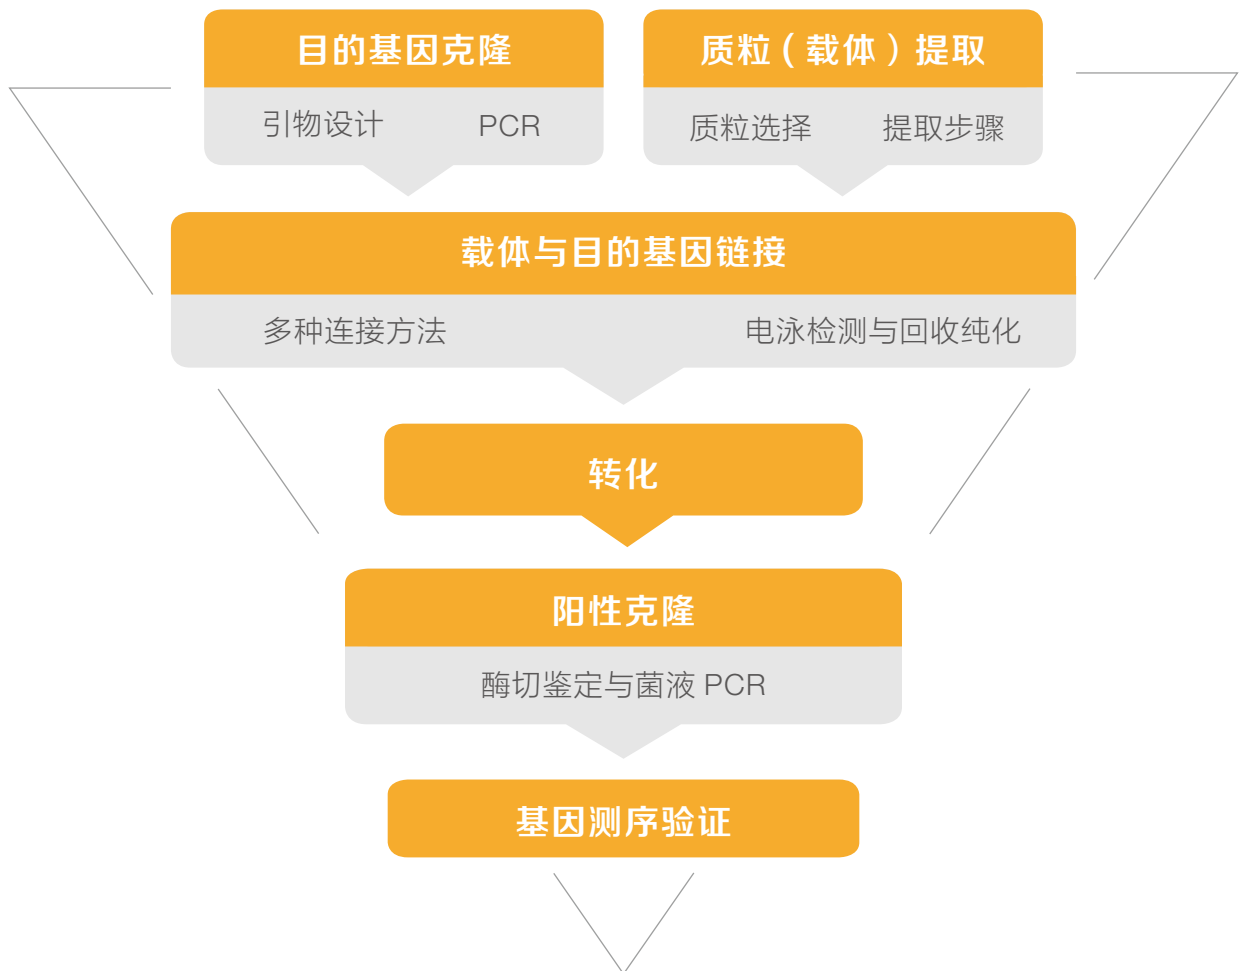 目的基因克隆
引物设计 PCR
质粒（载体）提取
质粒选择 提取步骤
载体与目的基因链接
多种连接方法 电泳检测与回收纯化
转化
阳性克隆
酶切鉴定与菌液 PCR
基因测序验证